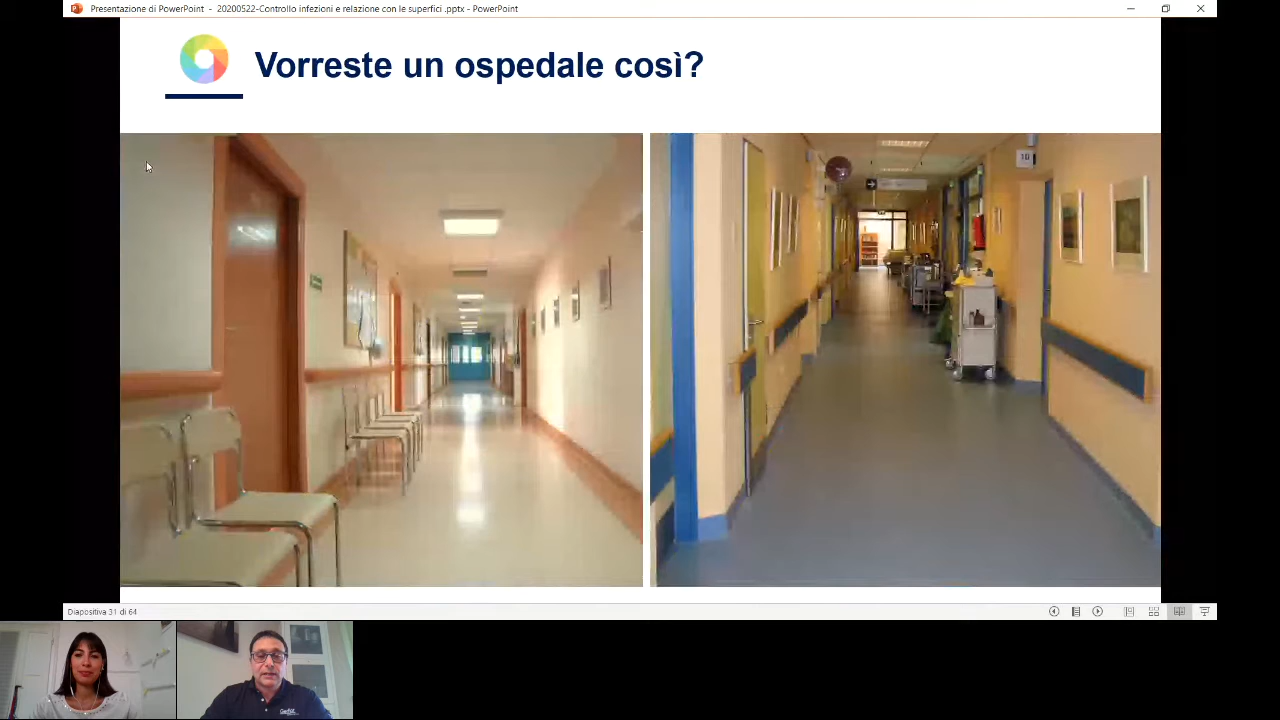 Presentazione di PowerPoint - 20200522-Controllo infezioni e relazione con le superfici .pptx - PowerPoint
Vorreste un ospedale così?
10
Diapositiva 31 di 64